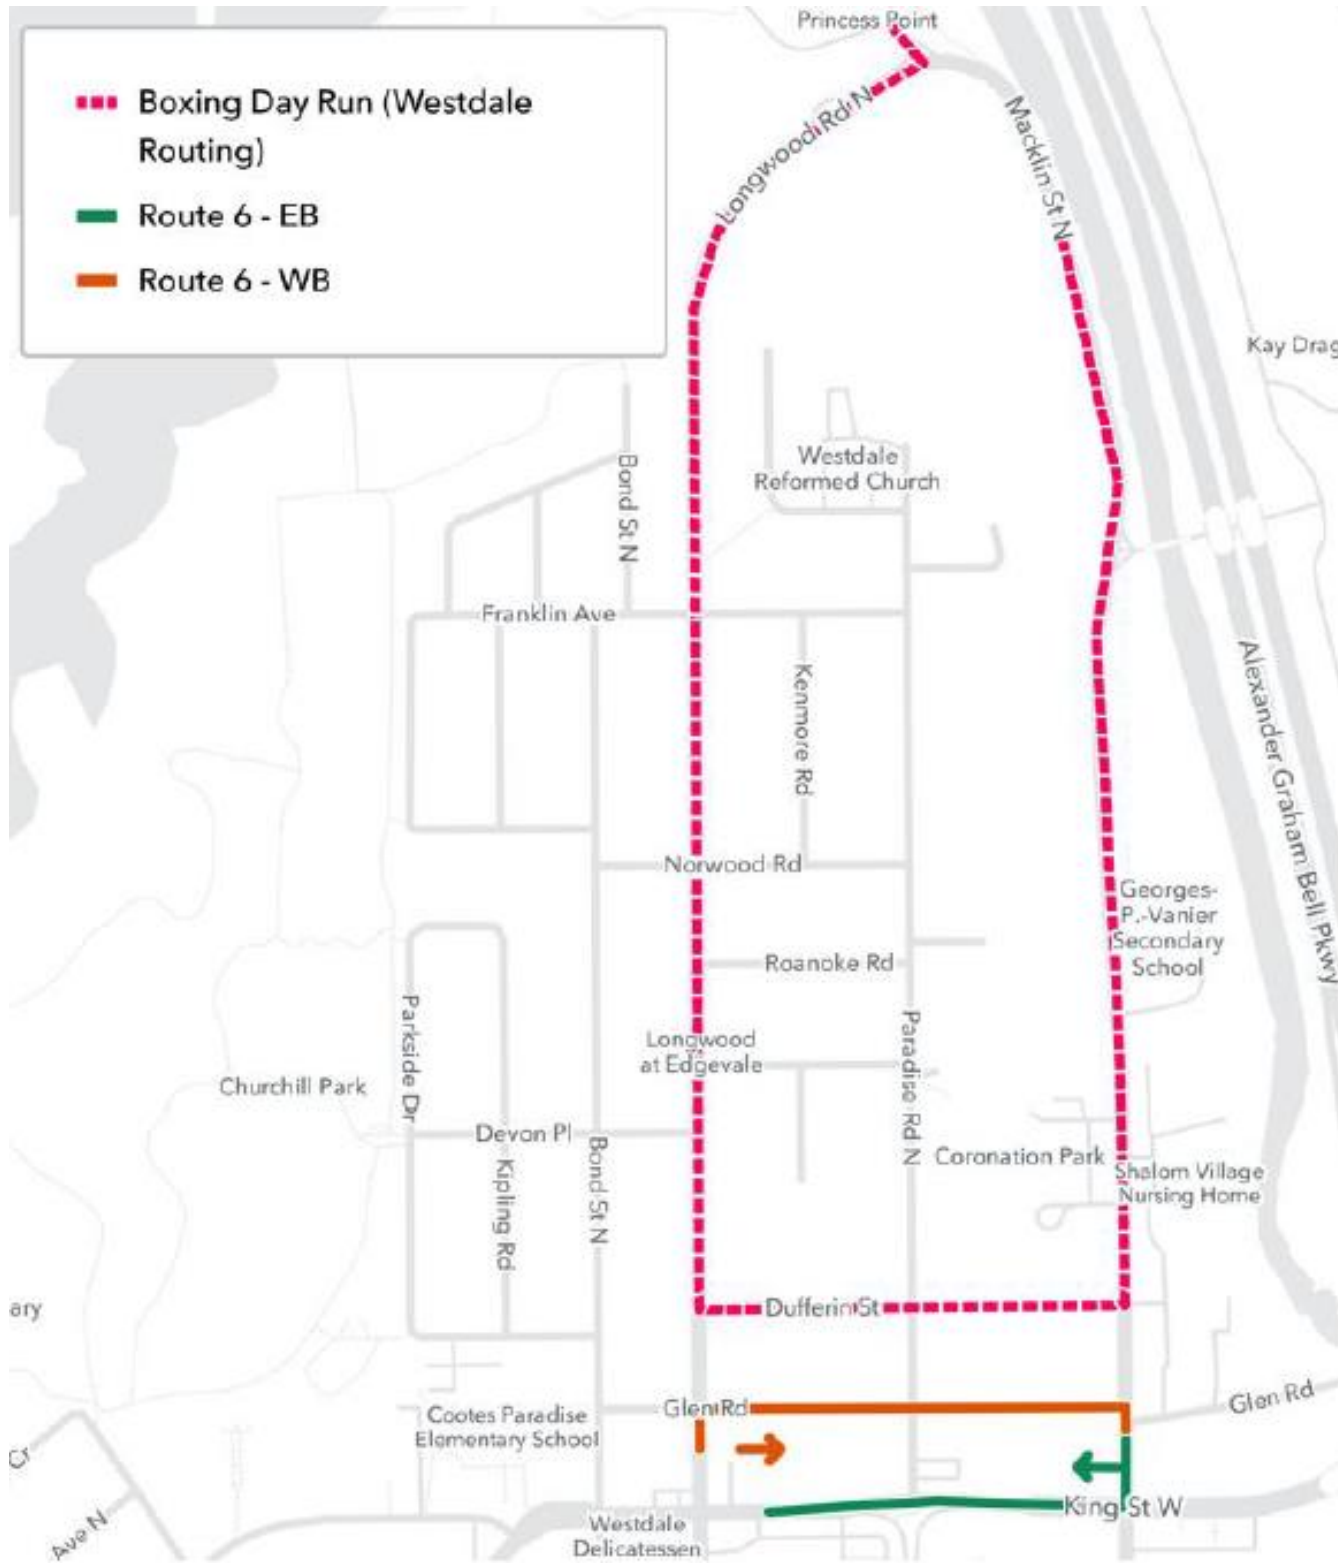 Princess Point
Boxing Day Run (Westdale
Routing)
Route 6 - EB
Route 6 - WB
Longwood Rd N
Macklin St N
Kay Drag
Westdale
Reformed Church
Bond St N
Franklin Ave
Kenmore Rd
Alexander Graham Bell Pkwy
Norwood Rd
Georges-
P.-Vanier
Secondary
School
Roanoke Rd
Parkside Dr
Longwood
at Edgevale
Paradise Rd N
Churchill Park
Devon Pl
Kipling Rd
Bond St N
Coronation Park
Shalom Village
Nursing Home
ary
Dufferin St
Glen Rd
Glen Rd
Cootes Paradise
Elementary School
King St W
Ave N
Westdale
Delicatessen